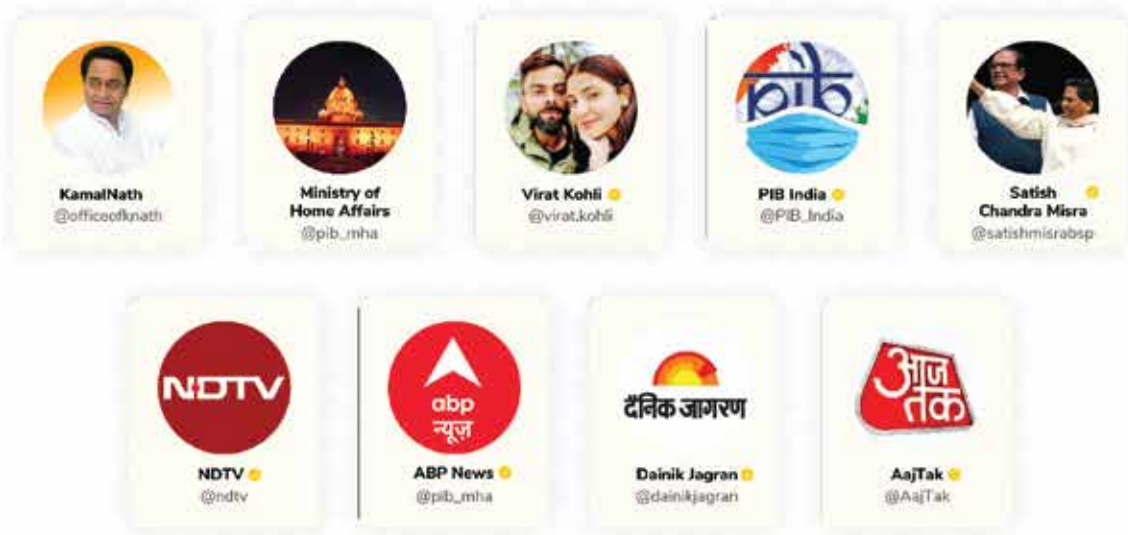 KamalNath
@officeofknath
Ministry of
Home Affairs
@pib_mha
Virat Kohli
@virat.kohli
pib
PIB India
@PIB_India
Satish
Chandra Misra
@satishmisrabsp
NDTV
NDTV
@ndtv
abp
न्यूज़
ABP News
@pib_mha
दैनिक जागरण
Dainik Jagran
@dainikjagran
आज
तक
AajTak
@AajTak